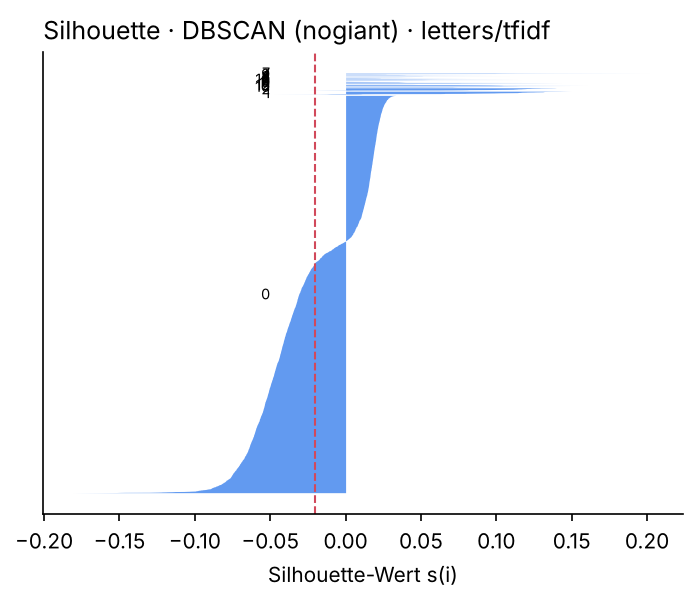 Silhouette · DBSCAN (nogiant) · letters/tfidf
0
−0.20 −0.15 −0.10 −0.05 0.00 0.05 0.10 0.15 0.20
Silhouette-Wert s(i)